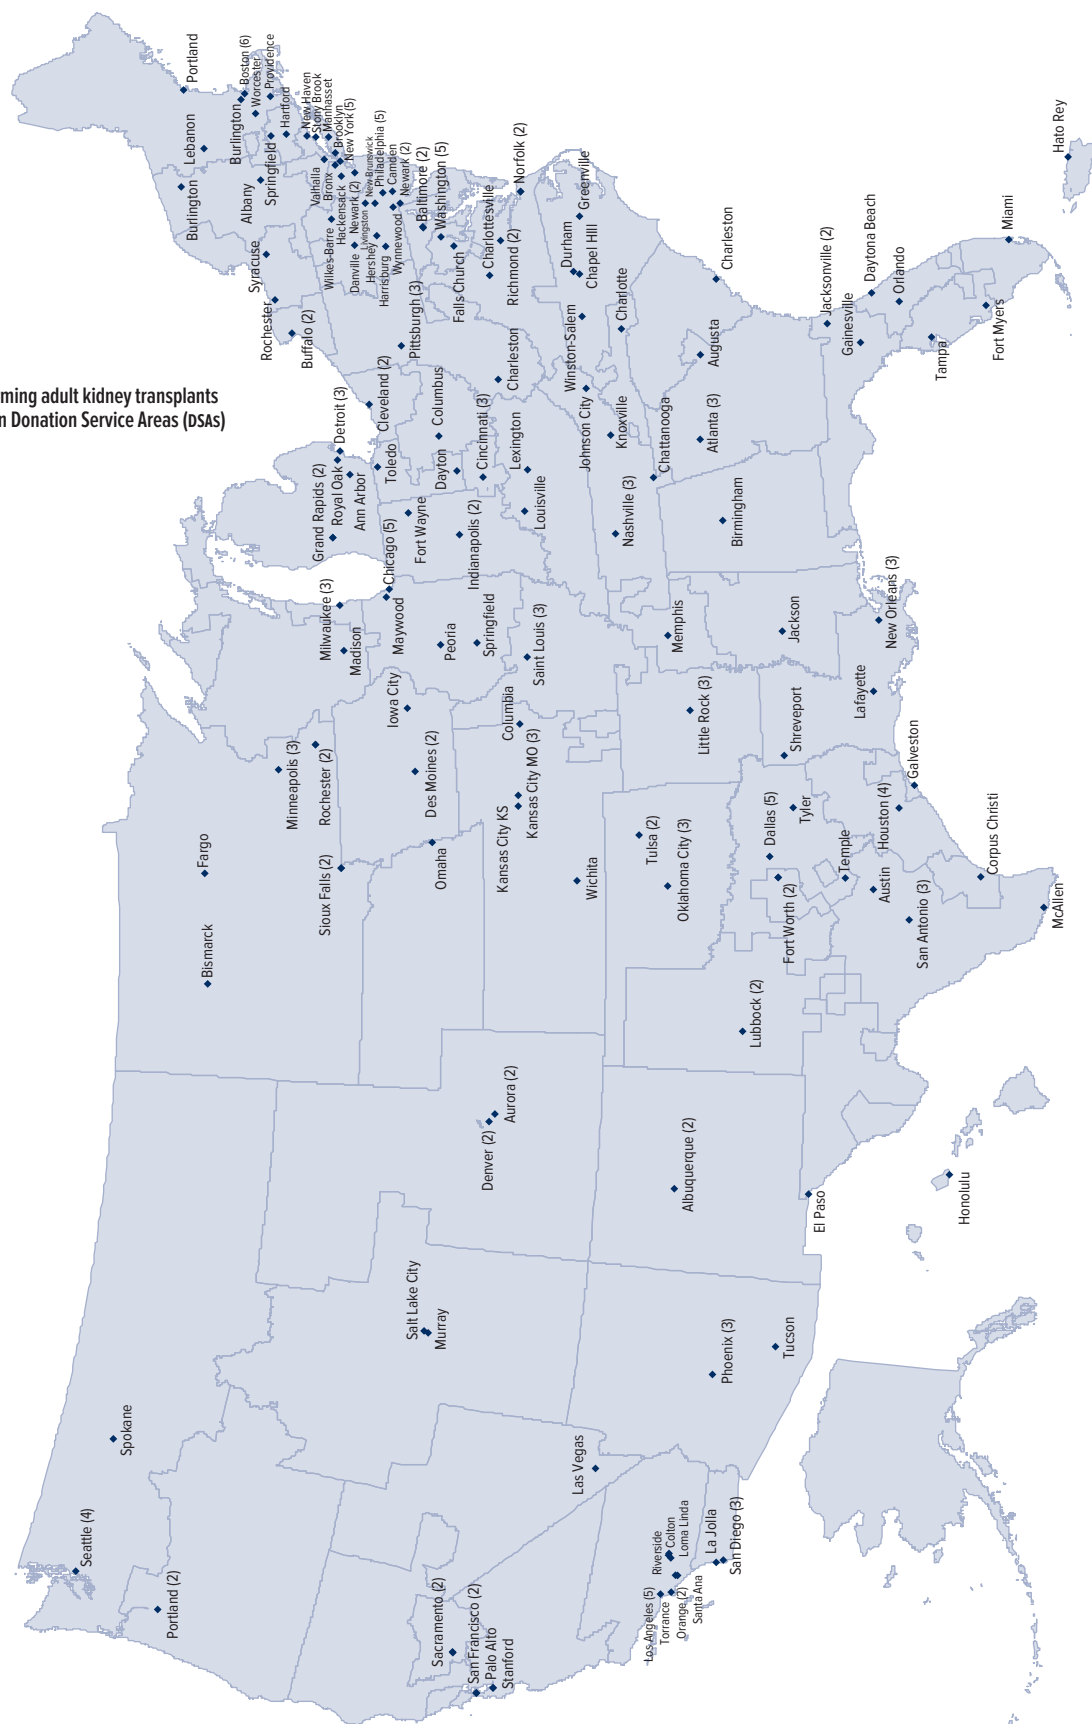 ming adult kidney transplants
n Donation Service Areas (DSAs)
Seattle (4)
Spokane
Portland (2)
Sacramento (2)
San Francisco (2)
Palo Alto
Stanford
Los Angeles (5)
Torrance
Orange (2)
Santa Ana
Riverside
Colton
Loma Linda
La Jolla
San Diego (3)
Las Vegas
Salt Lake City
Murray
Phoenix (3)
Tucson
Denver (2)
Aurora (2)
Albuquerque (2)
El Paso
Honolulu
Bismarck
Fargo
Sioux Falls (2)
Minneapolis (3)
Rochester (2)
Omaha
Des Moines (2)
Iowa City
Kansas City KS
Kansas City MO (3)
Columbia
Wichita
Tulsa (2)
Oklahoma City (3)
Lubbock (2)
Fort Worth (2)
Dallas (5)
Tyler
Temple
Austin
San Antonio (3)
Houston (4)
Galveston
Corpus Christi
McAllen
Shreveport
Little Rock (3)
Lafayette
New Orleans (3)
Jackson
Memphis
Saint Louis (3)
Springfield
Peoria
Maywood
Chicago (5)
Madison
Milwaukee (3)
Grand Rapids (2)
Royal Oak
Ann Arbor
Detroit (3)
Toledo
Fort Wayne
Indianapolis (2)
Dayton
Columbus
Cleveland (2)
Cincinnati (3)
Lexington
Louisville
Nashville (3)
Knoxville
Johnson City
Chattanooga
Birmingham
Atlanta (3)
Augusta
Charlotte
Winston-Salem
Durham
Chapel Hill
Greenville
Charleston
Charleston
Jacksonville (2)
Gainesville
Daytona Beach
Orlando
Tampa
Fort Myers
Miami
Hato Rey
Norfolk (2)
Richmond (2)
Charlottesville
Falls Church
Washington (5)
Baltimore (2)
Pittsburgh (3)
Newark (2)
Camden
Philadelphia (5)
New Brunswick
Wynnewood
Harrisburg
Hershey
Livingston
Danville
Newark (2)
Hackensack
Wilkes-Barre
Bronx
Valhalla
New York (5)
Brooklyn
Manhasset
Stony Brook
New Haven
Buffalo (2)
Rochester
Syracuse
Albany
Springfield
Hartford
Providence
Worcester
Boston (6)
Burlington
Burlington
Lebanon
Portland